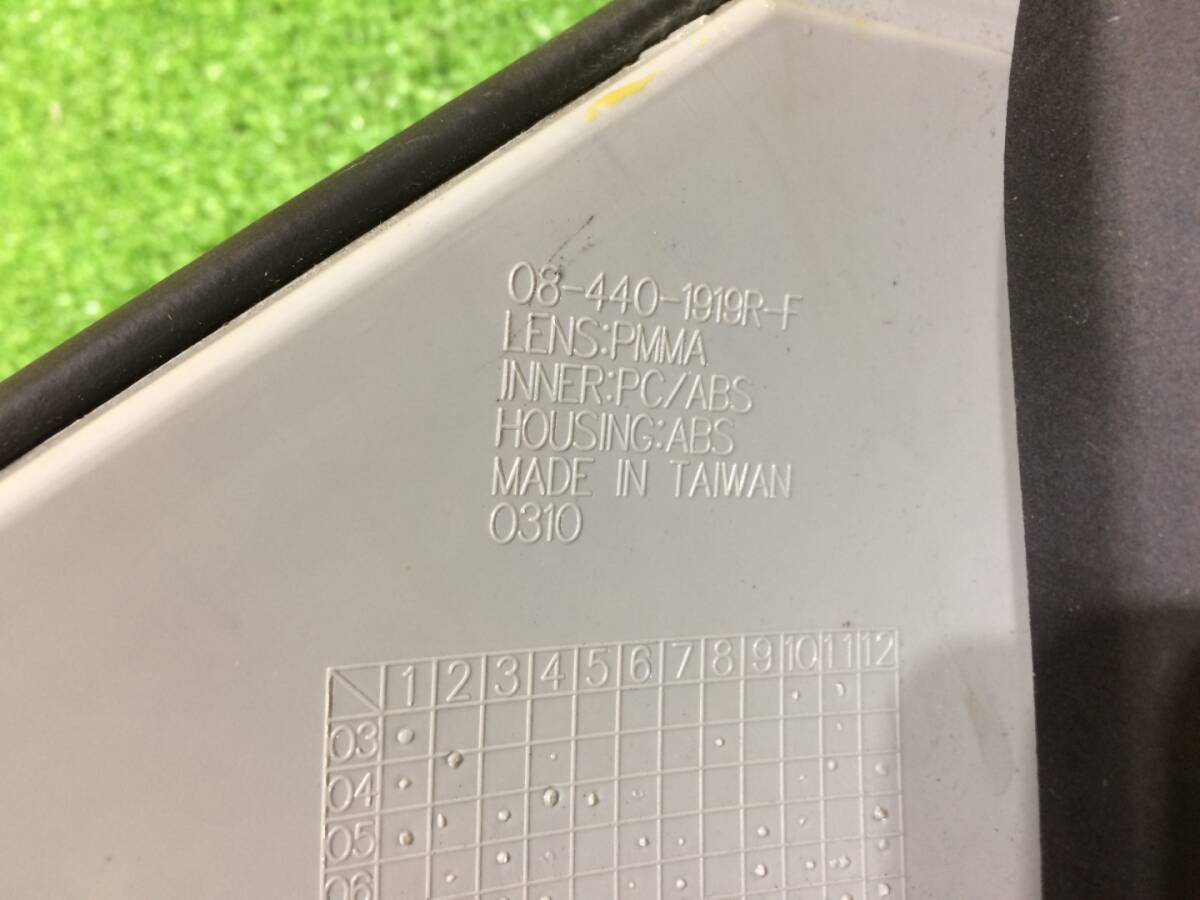 08-440-1919R-F
LENS:PMMA
INNER:PC/ABS
HOUSING:ABS
MADE IN TAIWAN
0310
1 2 3 4 5 6 7 8 9 10 11 12
03
04
05
06